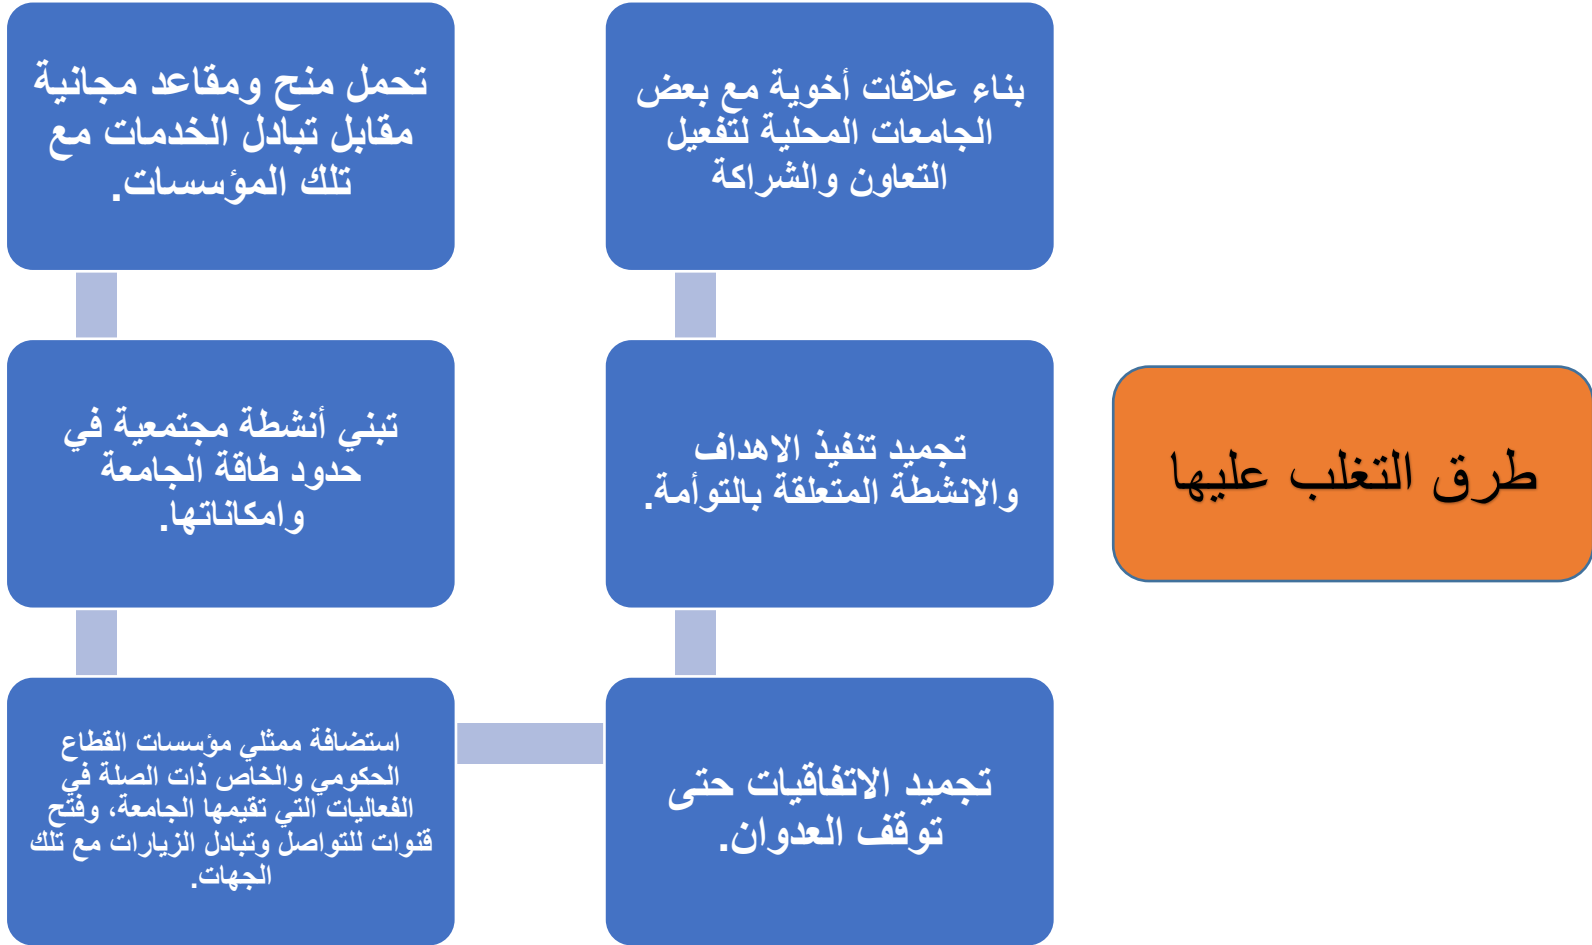 طرق التغلب عليها
بناء علاقات أخوية مع بعض
الجامعات المحلية لتفعيل
التعاون والشراكة
تجميد تنفيذ الاهداف
والانشطة المتعلقة بالتوأمة.
تجميد الاتفاقيات حتى
توقف العدوان.
استضافة ممثلي مؤسسات القطاع
الحكومي والخاص ذات الصلة في
الفعاليات التي تقيمها الجامعة، وفتح
قنوات للتواصل وتبادل الزيارات مع تلك
الجهات.
تبني أنشطة مجتمعية في
حدود طاقة الجامعة
وامكاناتها.
تحمل منح ومقاعد مجانية
مقابل تبادل الخدمات مع
تلك المؤسسات.